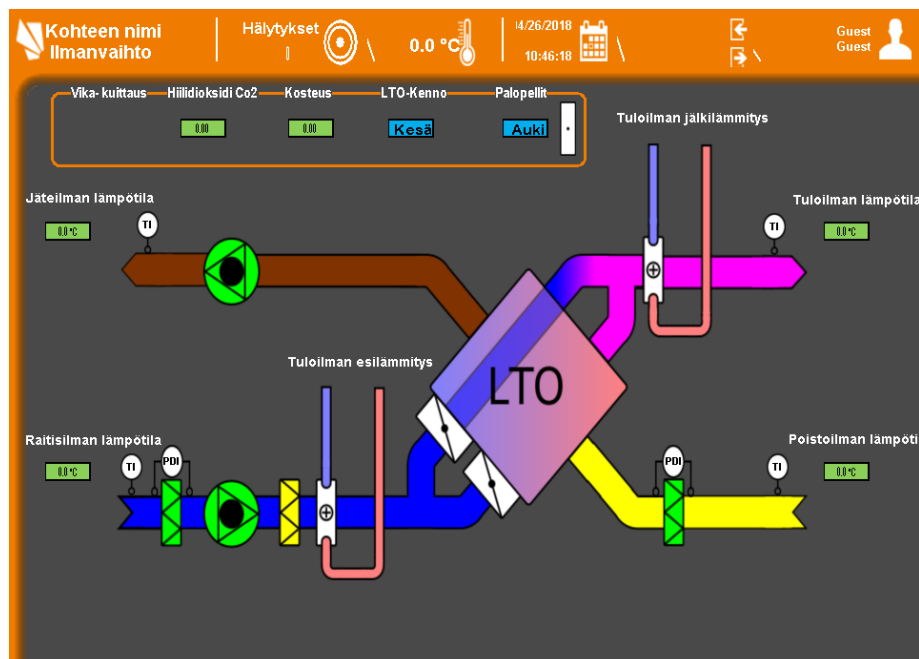 Kohteen nimi
Ilmanvaihto
Hälytykset
0
0.0 °C
04/26/2018
10:46:18
Guest
Guest
Vika- kuittaus
Hiilidioksidi Co2
Kosteus
LTO-Kenno
Palopellit
0.00
0.00
Kesä
Auki
Tuloilman jälkilämmitys
Jäteilman lämpötila
0.0 °C
TI
Tuloilman lämpötila
TI
0.0 °C
Tuloilman esilämmitys
LTO
Raitisilman lämpötila
0.0 °C
TI
PDI
Poistoilman lämpöti
PDI
TI
0.0 °C